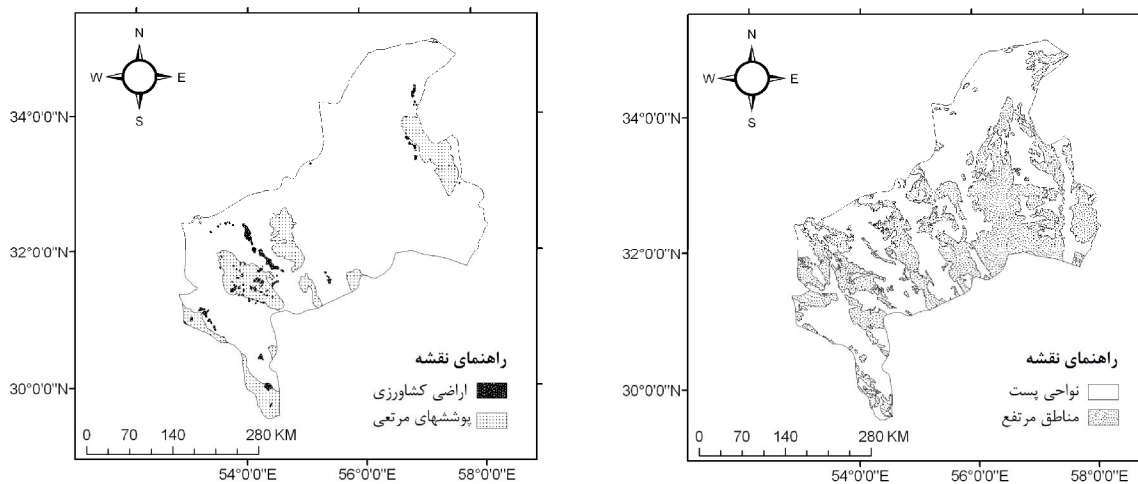 N
W E
S
34°0'0"N
32°0'0"N
30°0'0"N
راهنمای نقشه
اراضی کشاورزی
پوششهای مرتعی
0 70 140 280 KM
54°0'0"E 56°0'0"E 58°0'0"E
N
W E
S
34°0'0"N
32°0'0"N
30°0'0"N
راهنمای نقشه
نواحی پست
مناطق مرتفع
0 70 140 280 KM
54°0'0"E 56°0'0"E 58°0'0"E